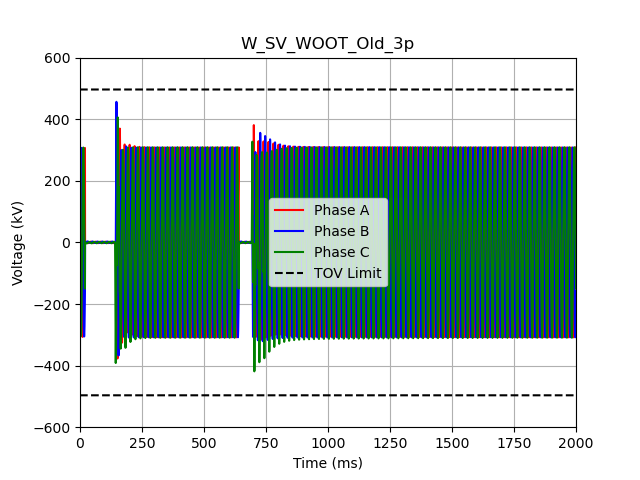 W_SV_WOOT_Old_3p
600
400
200
0
−200
−400
−600
Voltage (kV)
Phase A
Phase B
Phase C
TOV Limit
0 250 500 750 1000 1250 1500 1750 2000
Time (ms)